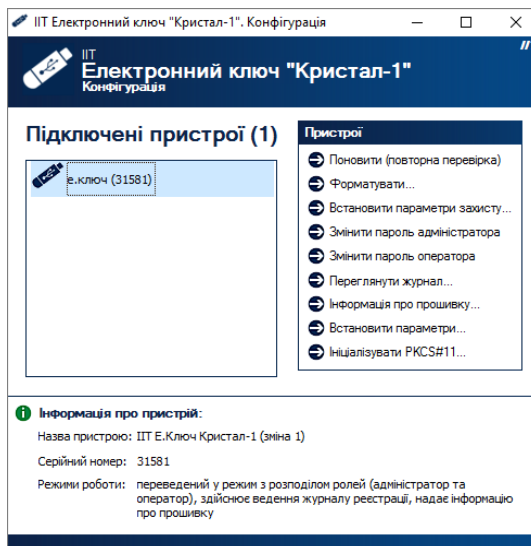 ІІТ Електронний ключ "Кристал-1". Конфігурація
ІІТ
Електронний ключ "Кристал-1"
Конфігурація
Підключені пристрої (1)
е.ключ (31581)
Пристрої
Поновити (повторна перевірка)
Форматувати...
Встановити параметри захисту...
Змінити пароль адміністратора
Змінити пароль оператора
Переглянути журнал...
Інформація про прошивку...
Встановити параметри...
Ініціалізувати PKCS#11...
Інформація про пристрій:
Назва пристрою: ІІТ Е.Ключ Кристал-1 (зміна 1)
Серійний номер: 31581
Режими роботи: переведений у режим з розподілом ролей (адміністратор та
оператор), здійснює ведення журналу реєстрації, надає інформацію
про прошивку